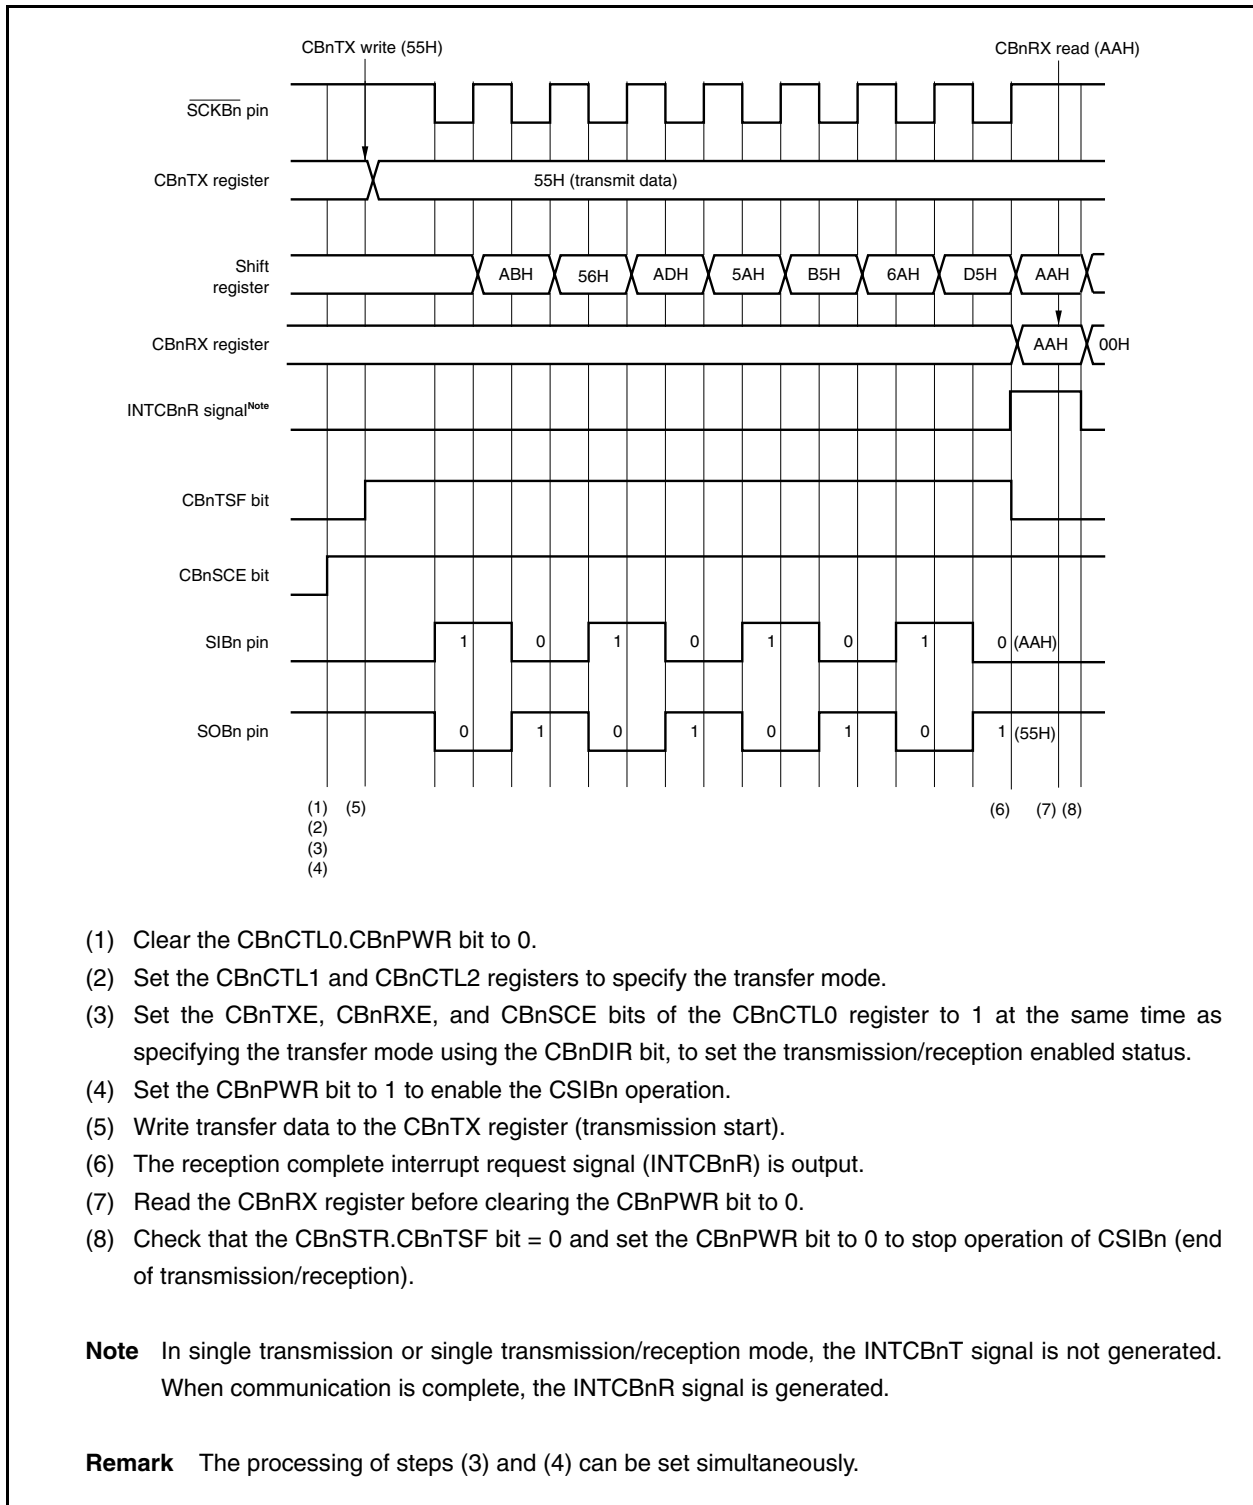 CBnTX write (55H)
CBnRX read (AAH)
SCKBn pin
CBnTX register
55H (transmit data)
Shift
register
ABH 56H ADH 5AH B5H 6AH D5H AAH
CBnRX register
AAH 00H
INTCBnR signalNote
CBnTSF bit
CBnSCE bit
SIBn pin
1 0 1 0 1 0 1 0 (AAH)
SOBn pin
0 1 0 1 0 1 0 1 (55H)
(1) (5) (6) (7) (8)
(2)
(3)
(4)
(1) Clear the CBnCTL0.CBnPWR bit to 0.
(2) Set the CBnCTL1 and CBnCTL2 registers to specify the transfer mode.
(3) Set the CBnTXE, CBnRXE, and CBnSCE bits of the CBnCTL0 register to 1 at the same time as
specifying the transfer mode using the CBnDIR bit, to set the transmission/reception enabled status.
(4) Set the CBnPWR bit to 1 to enable the CSIBn operation.
(5) Write transfer data to the CBnTX register (transmission start).
(6) The reception complete interrupt request signal (INTCBnR) is output.
(7) Read the CBnRX register before clearing the CBnPWR bit to 0.
(8) Check that the CBnSTR.CBnTSF bit = 0 and set the CBnPWR bit to 0 to stop operation of CSIBn (end
of transmission/reception).
Note In single transmission or single transmission/reception mode, the INTCBnT signal is not generated.
When communication is complete, the INTCBnR signal is generated.
Remark The processing of steps (3) and (4) can be set simultaneously.